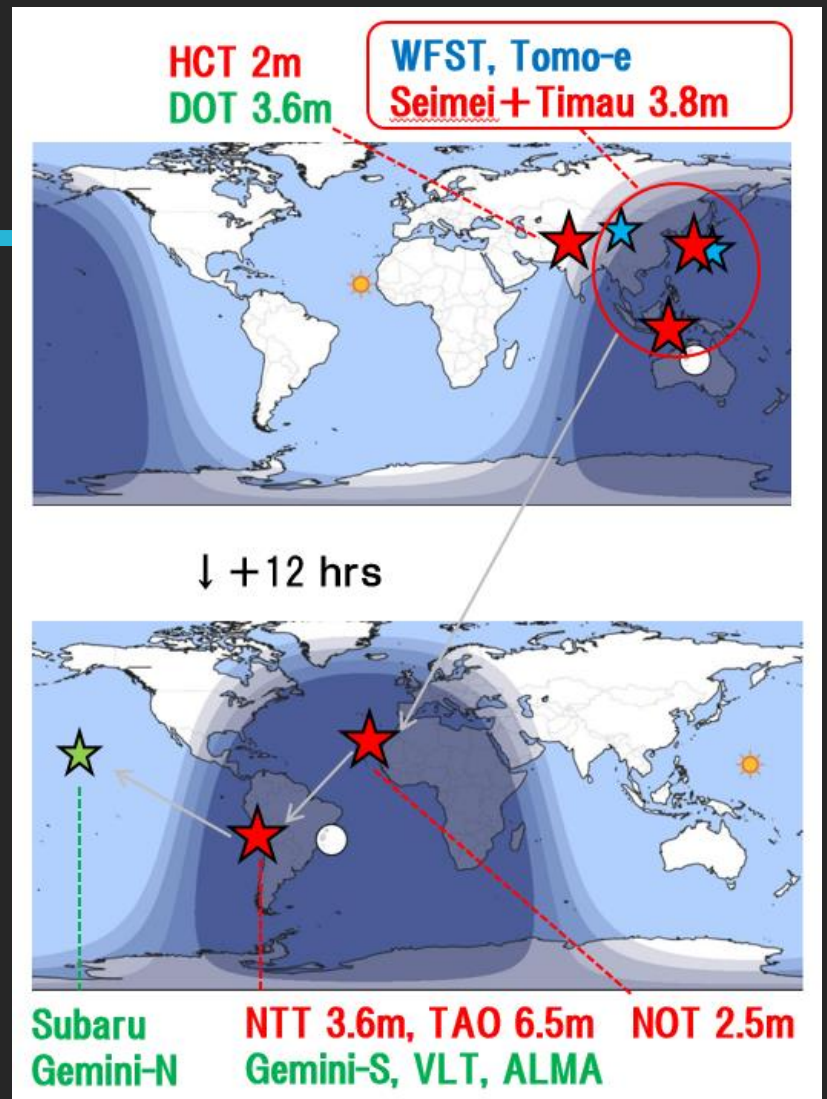 HCT 2m
DOT 3.6m
WFST, Tomo-e
Seimei+Timau 3.8m
↓ +12 hrs
Subaru
Gemini-N
NTT 3.6m, TAO 6.5m
Gemini-S, VLT, ALMA
NOT 2.5m